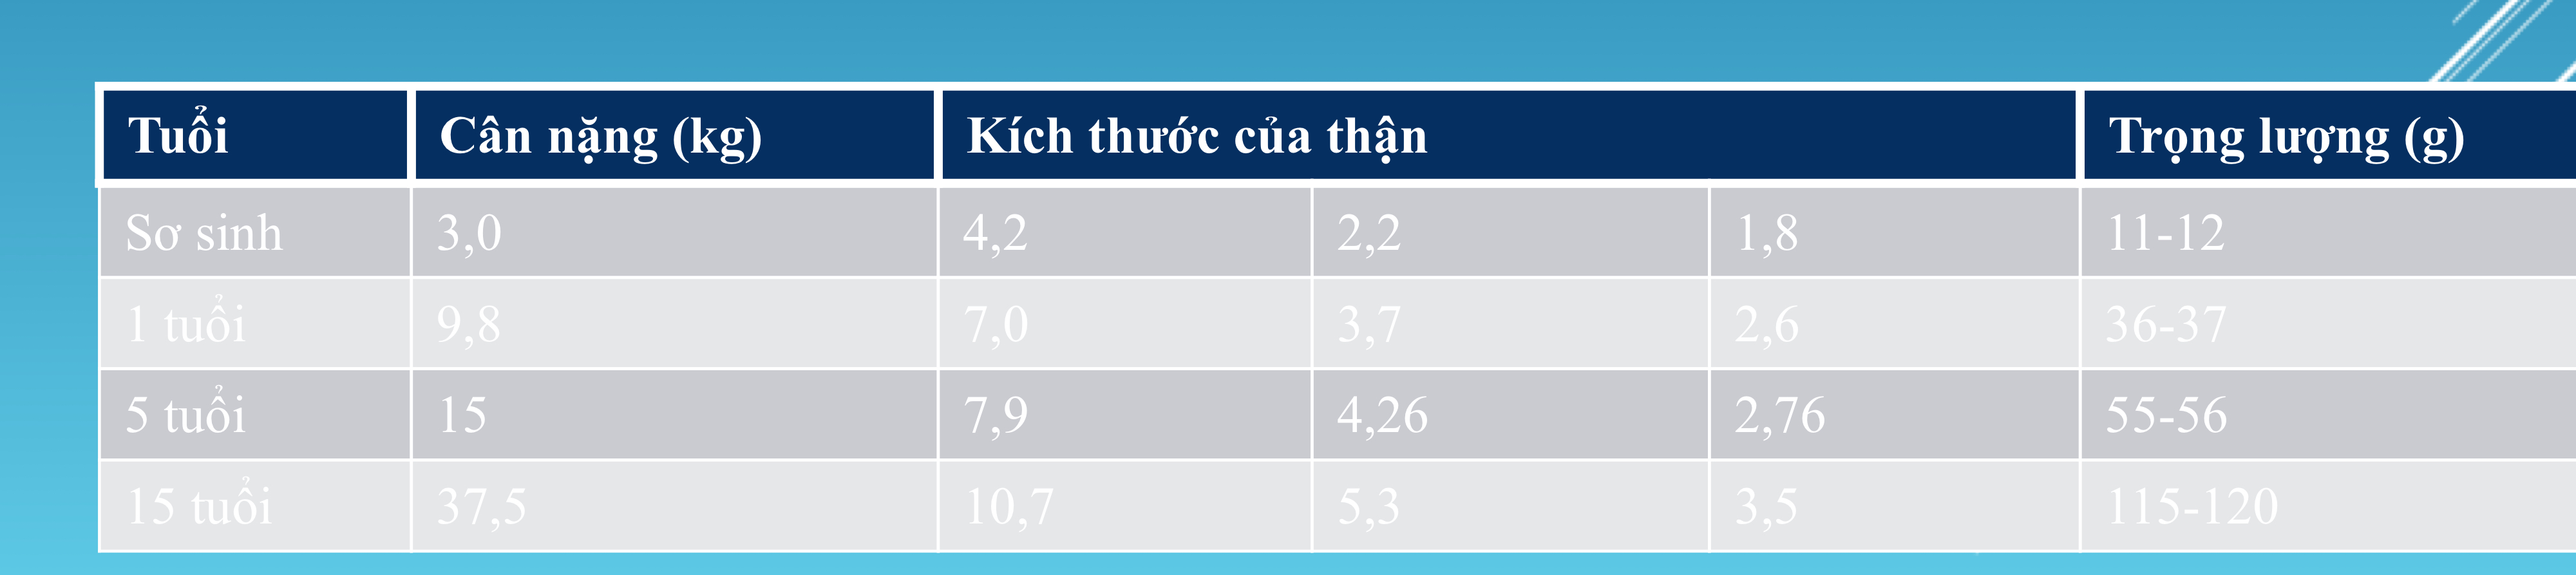 Tuổi Cân nặng (kg) Kích thước của thận Trọng lượng (g)
Sơ sinh 3,0 4,2 2,2 1,8 11-12
1 tuổi 9,8 7,0 3,7 2,6 36-37
5 tuổi 15 7,9 4,26 2,76 55-56
15 tuổi 37,5 10,7 5,3 3,5 115-120